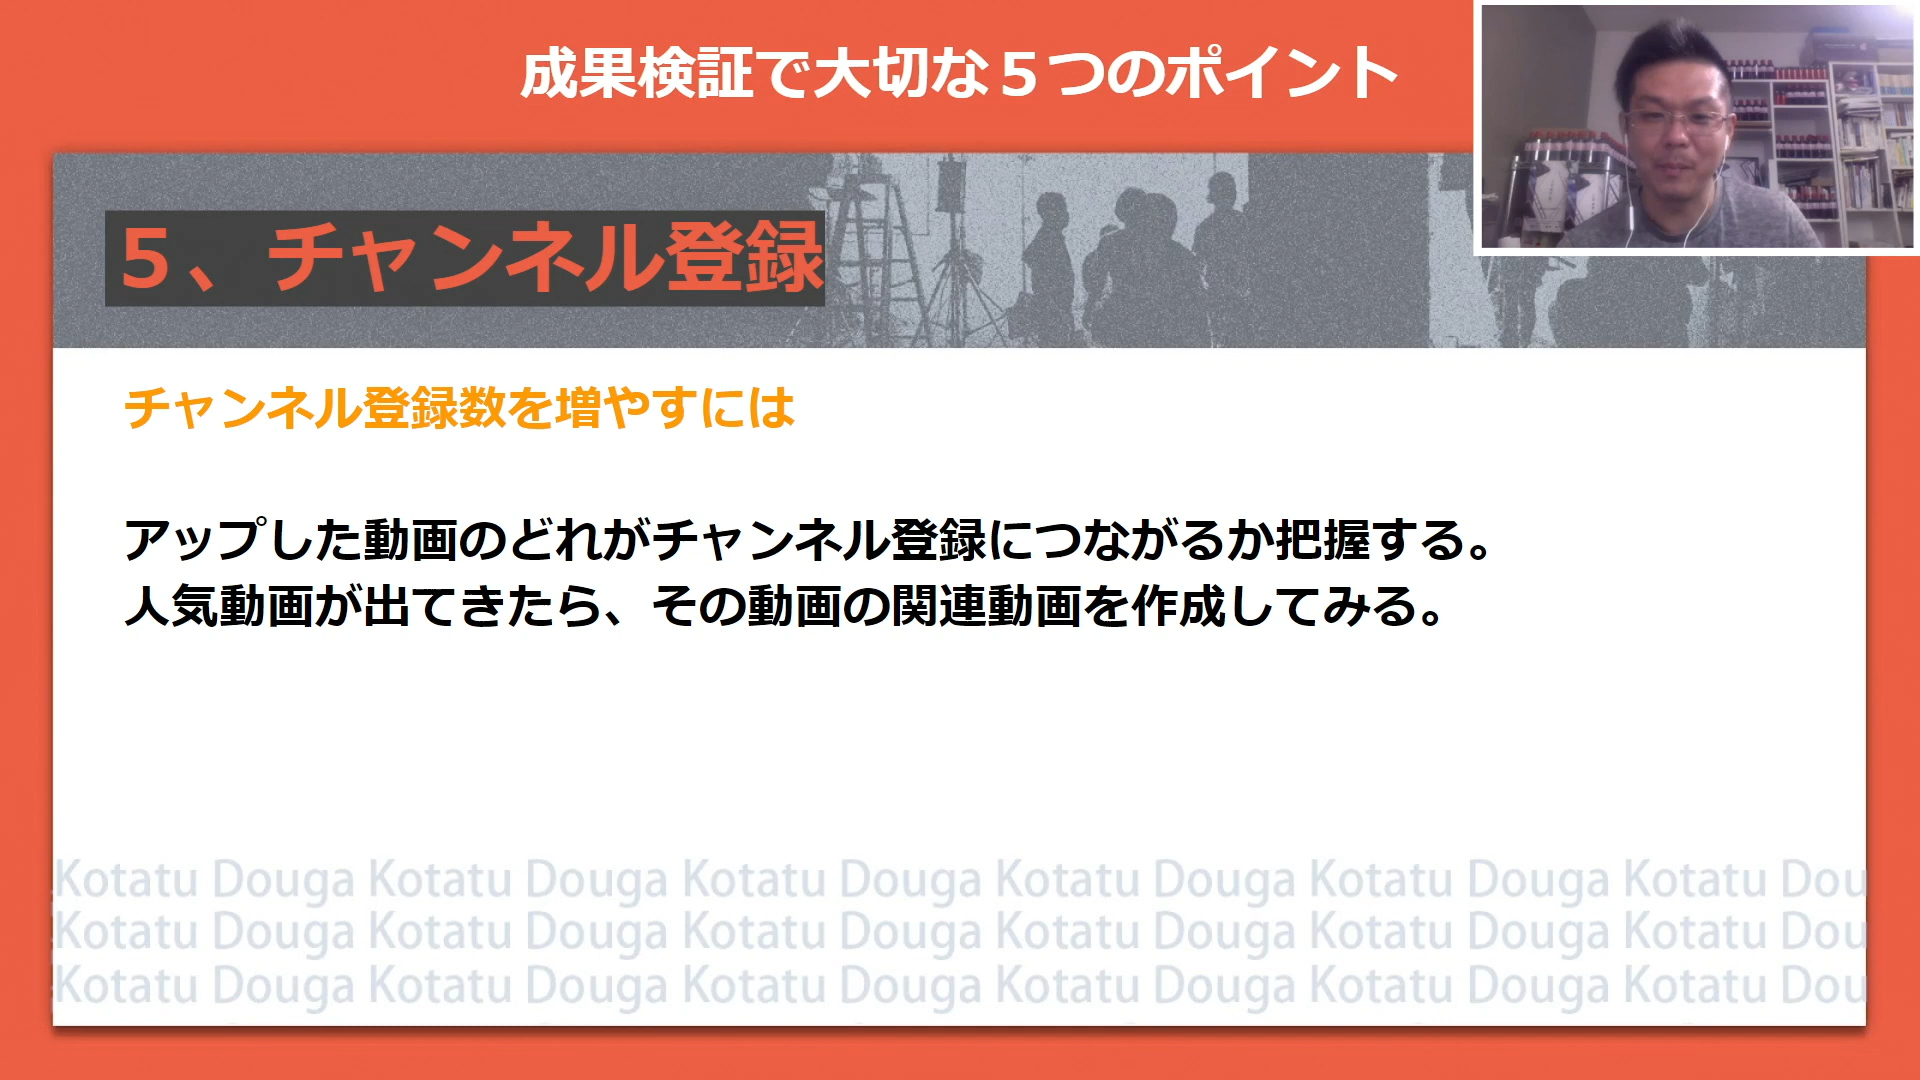 成果検証で大切な５つのポイント
５、チャンネル登録
チャンネル登録数を増やすには
アップした動画のどれがチャンネル登録につながるか把握する。
人気動画が出てきたら、その動画の関連動画を作成してみる。
Kotatu Douga Kotatu Douga Kotatu Douga Kotatu Douga Kotatu Douga Kotatu Dou
Kotatu Douga Kotatu Douga Kotatu Douga Kotatu Douga Kotatu Douga Kotatu Dou
Kotatu Douga Kotatu Douga Kotatu Douga Kotatu Douga Kotatu Douga Kotatu Dou